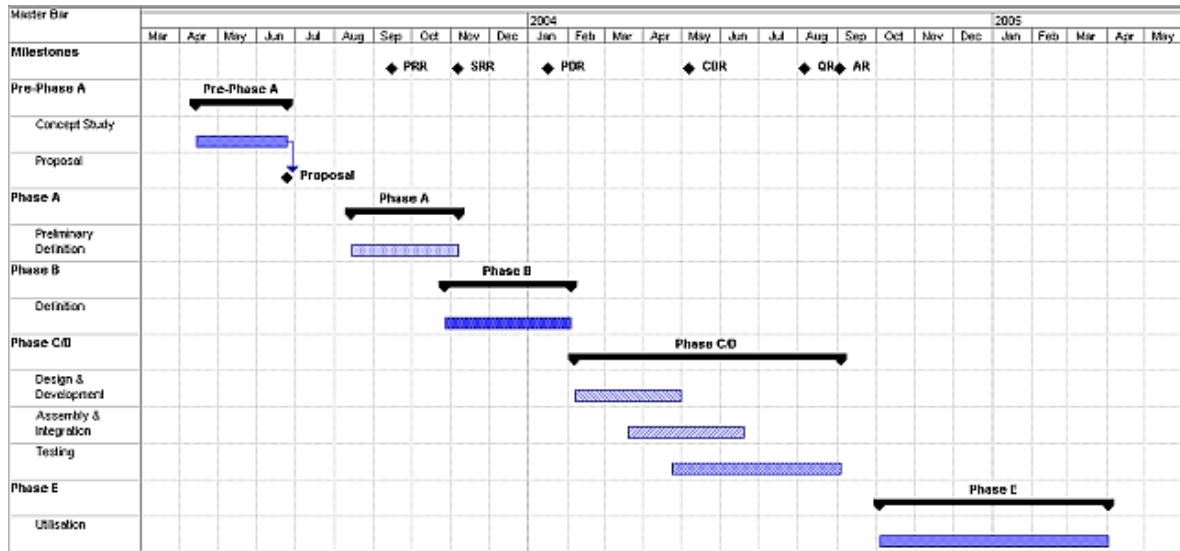 Master Bar
2004 2005
Mar Apr May Jun Jul Aug Sep Oct Nov Dec Jan Feb Mar Apr May Jun Jul Aug Sep Oct Nov Dec Jan Feb Mar Apr May
Milestones
PRR SRR PDR CDR QR AR
Pre-Phase A
Pre-Phase A
Concept Study
Proposal
Proposal
Phase A
Phase A
Preliminary
Definition
Phase B
Phase B
Definition
Phase C/D
Phase C/D
Design &
Development
Assembly &
Integration
Testing
Phase E
Phase E
Utilisation